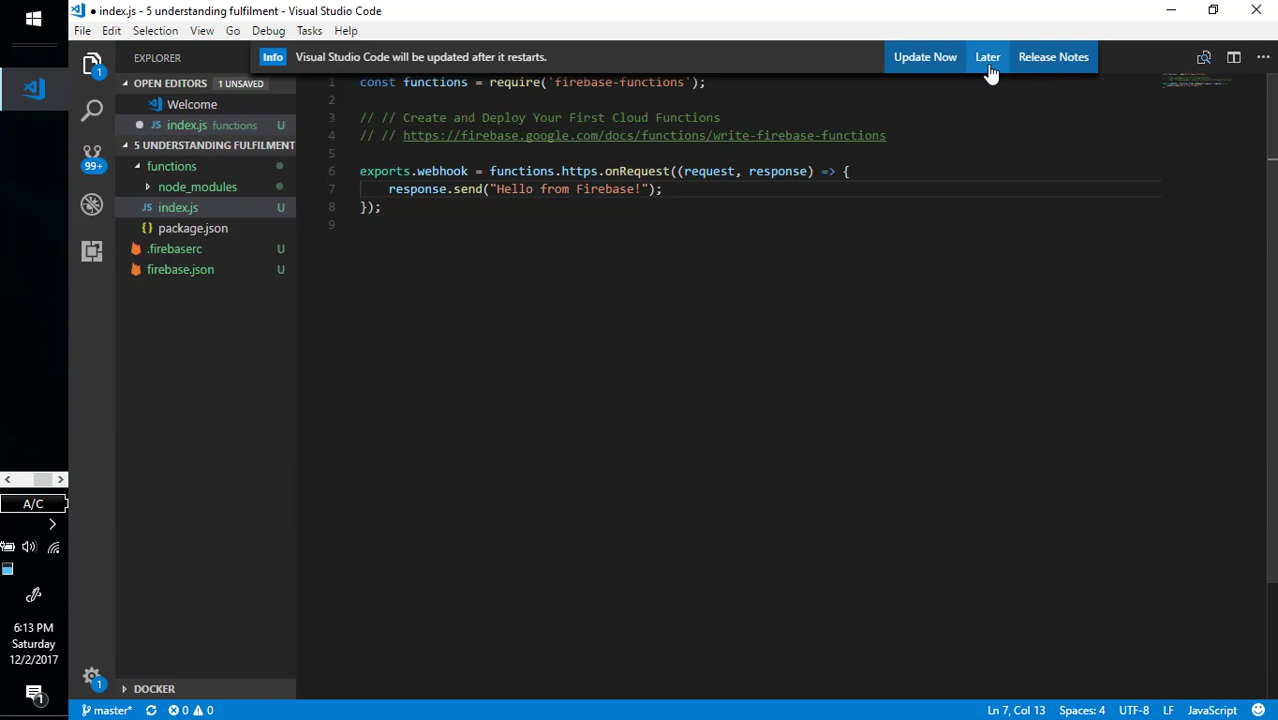 ● index.js - 5 understanding fulfilment - Visual Studio Code
File Edit Selection View Go Debug Tasks Help
Info Visual Studio Code will be updated after it restarts. Update Now Later Release Notes
EXPLORER
OPEN EDITORS 1 UNSAVED
Welcome
JS index.js functions U
5 UNDERSTANDING FULFILMENT
functions
node_modules
JS index.js U
{} package.json U
.firebaserc U
firebase.json U
DOCKER
1
99+
1
1 const functions = require('firebase-functions');
2
3 // // Create and Deploy Your First Cloud Functions
4 // // https://firebase.google.com/docs/functions/write-firebase-functions
5
6 exports.webhook = functions.https.onRequest((request, response) => {
7 response.send("Hello from Firebase!");
8 });
9
A/C
6:13 PM
Saturday
12/2/2017
1
master* 0 0 Ln 7, Col 13 Spaces: 4 UTF-8 LF JavaScript